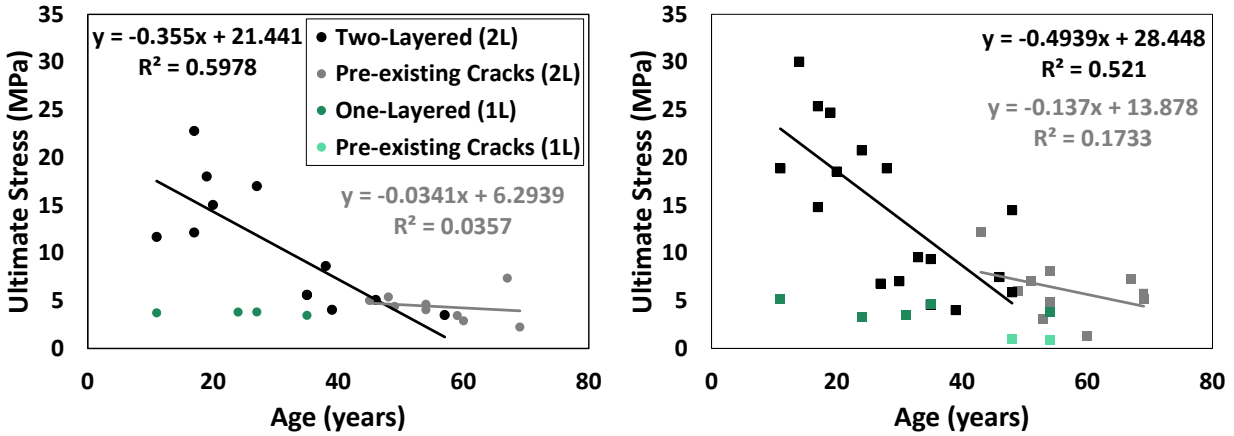 35
30
25
20
15
10
5
0
Ultimate Stress (MPa)
y = -0.355x + 21.441
R² = 0.5978
Two-Layered (2L)
Pre-existing Cracks (2L)
One-Layered (1L)
Pre-existing Cracks (1L)
y = -0.0341x + 6.2939
R² = 0.0357
0 20 40 60 80
Age (years)
35
30
25
20
15
10
5
0
Ultimate Stress (MPa)
y = -0.4939x + 28.448
R² = 0.521
y = -0.137x + 13.878
R² = 0.1733
0 20 40 60 80
Age (years)